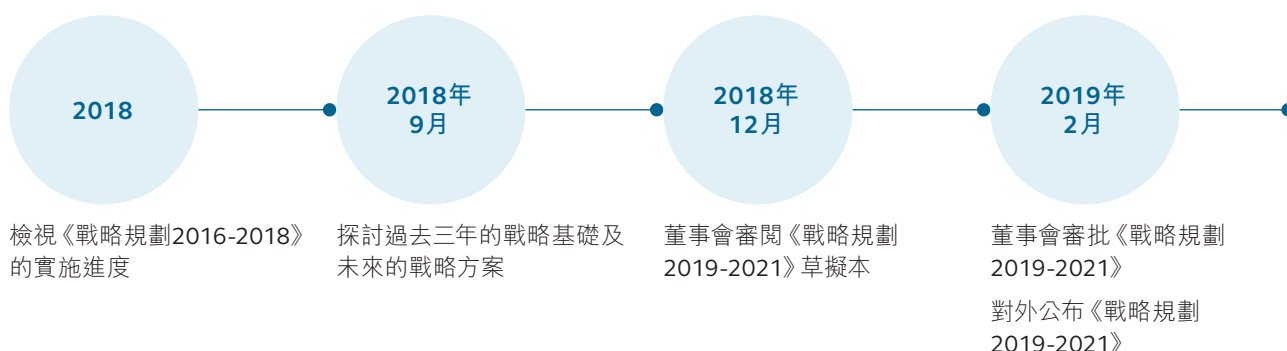 2018
檢視《戰略規劃2016-2018》
的實施進度
2018年
9月
探討過去三年的戰略基礎及
未來的戰略方案
2018年
12月
董事會審閱《戰略規劃
2019-2021》草擬本
2019年
2月
董事會審批《戰略規劃
2019-2021》
對外公布《戰略規劃
2019-2021》